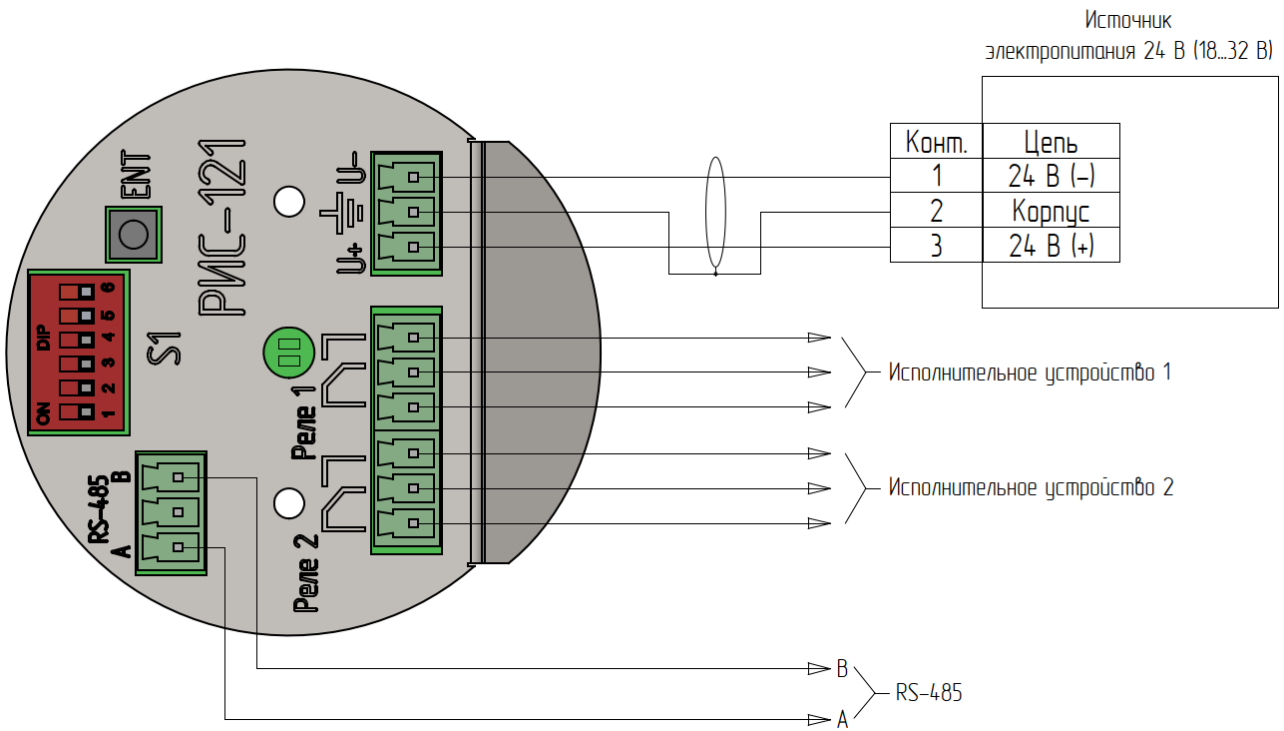 Источник
электропитания 24 В (18...32 В)
Конт. Цепь
1 24 В (–)
2 Корпус
3 24 В (+)
ENT
РИС-121
U-
U+
ON DIP
1 2 3 4 5 6
S1
Реле 1
Реле 2
RS-485
A B
Исполнительное устройство 1
Исполнительное устройство 2
B
RS-485
A